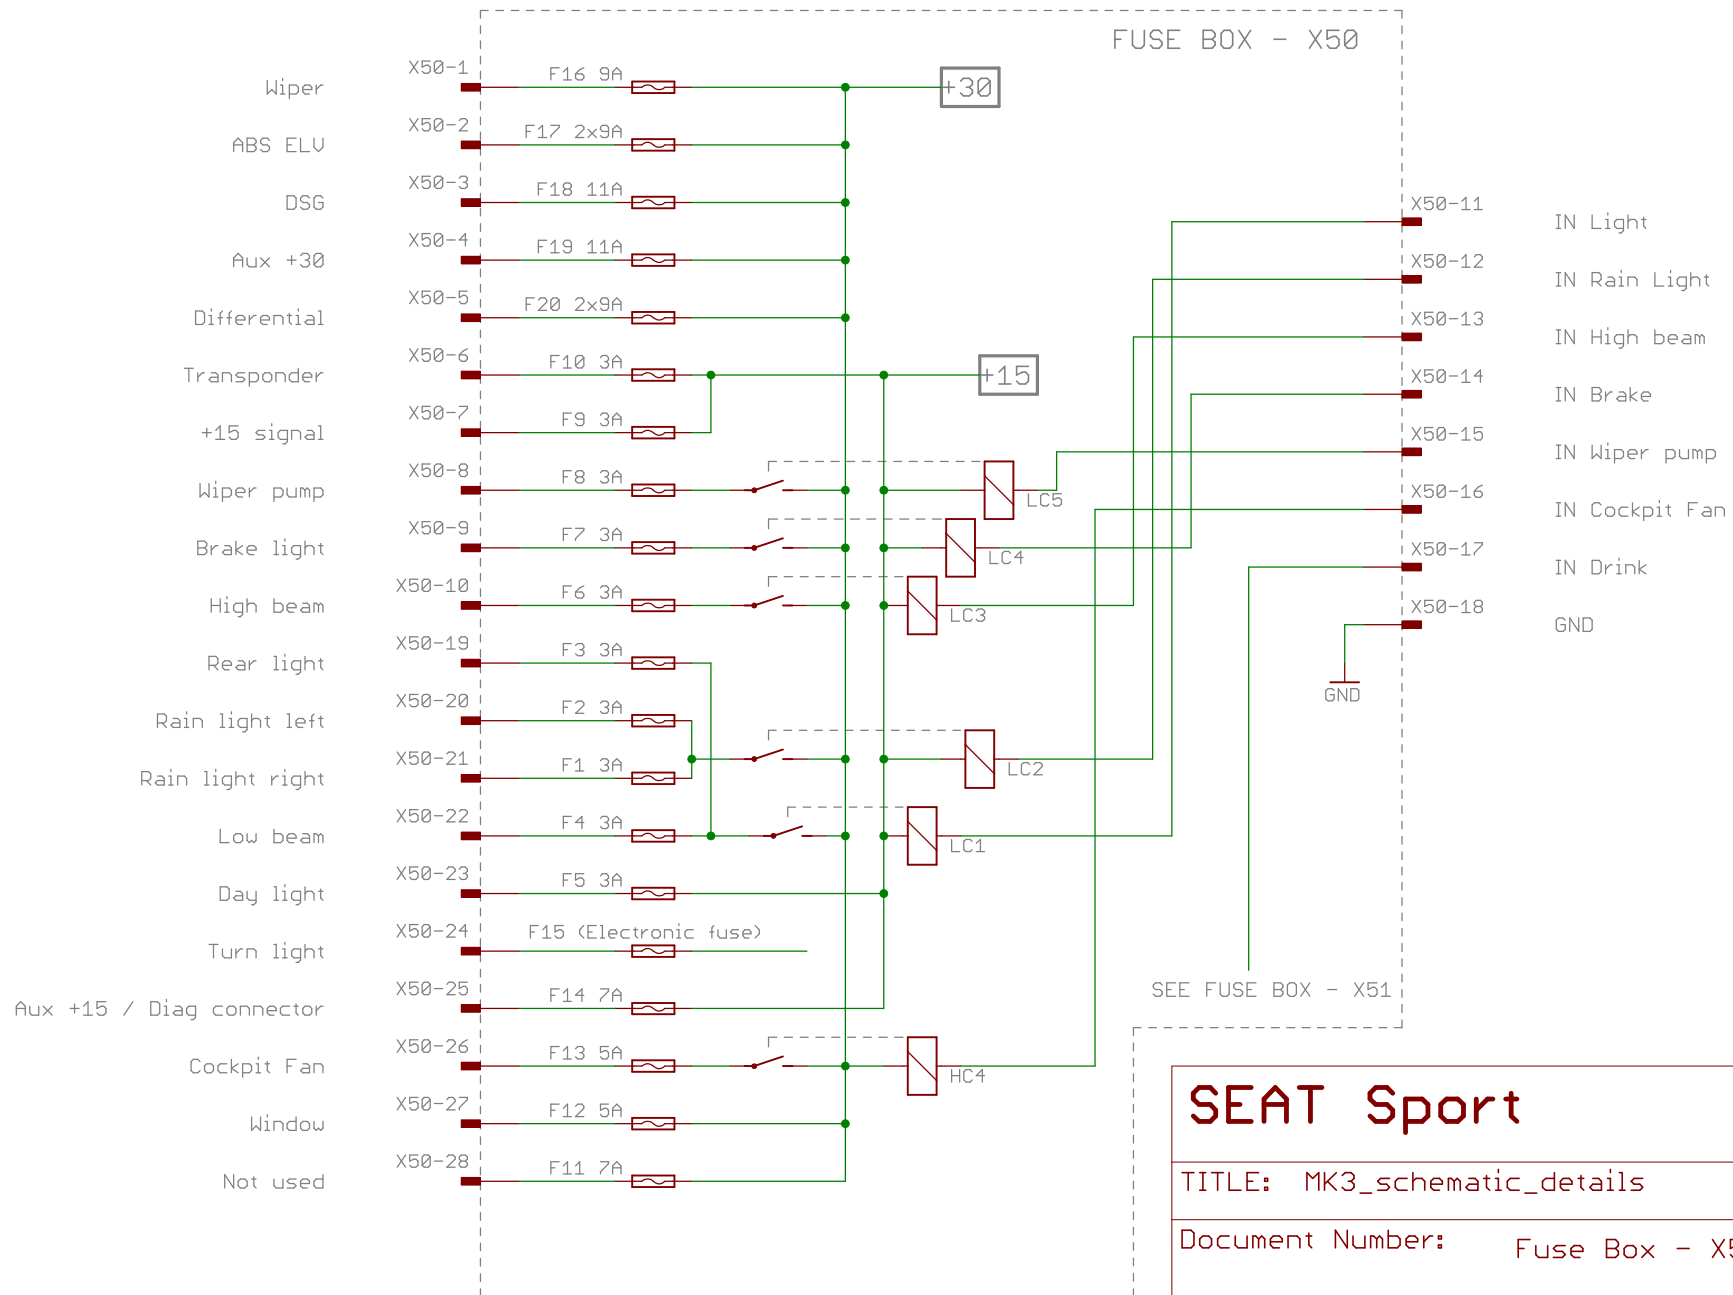 FUSE BOX - X50
X50-1
F16 9A
Wiper
+30
X50-2
F17 2x9A
ABS ELV
X50-3
F18 11A
DSG
X50-4
F19 11A
Aux +30
X50-5
F20 2x9A
Differential
X50-6
F10 3A
Transponder
+15
X50-7
F9 3A
+15 signal
X50-8
F8 3A
Wiper pump
LC5
X50-9
F7 3A
Brake light
LC4
X50-10
F6 3A
High beam
LC3
X50-19
F3 3A
Rear light
X50-20
F2 3A
Rain light left
X50-21
F1 3A
Rain light right
LC2
X50-22
F4 3A
Low beam
LC1
X50-23
F5 3A
Day light
X50-24
F15 (Electronic fuse)
Turn light
X50-25
F14 7A
Aux +15 / Diag connector
X50-26
F13 5A
Cockpit Fan
HC4
X50-27
F12 5A
Window
X50-28
F11 7A
Not used
X50-11
IN Light
X50-12
IN Rain Light
X50-13
IN High beam
X50-14
IN Brake
X50-15
IN Wiper pump
X50-16
IN Cockpit Fan
X50-17
IN Drink
X50-18
GND
GND
SEE FUSE BOX - X51
SEAT Sport
TITLE: MK3_schematic_details
Document Number: Fuse Box -